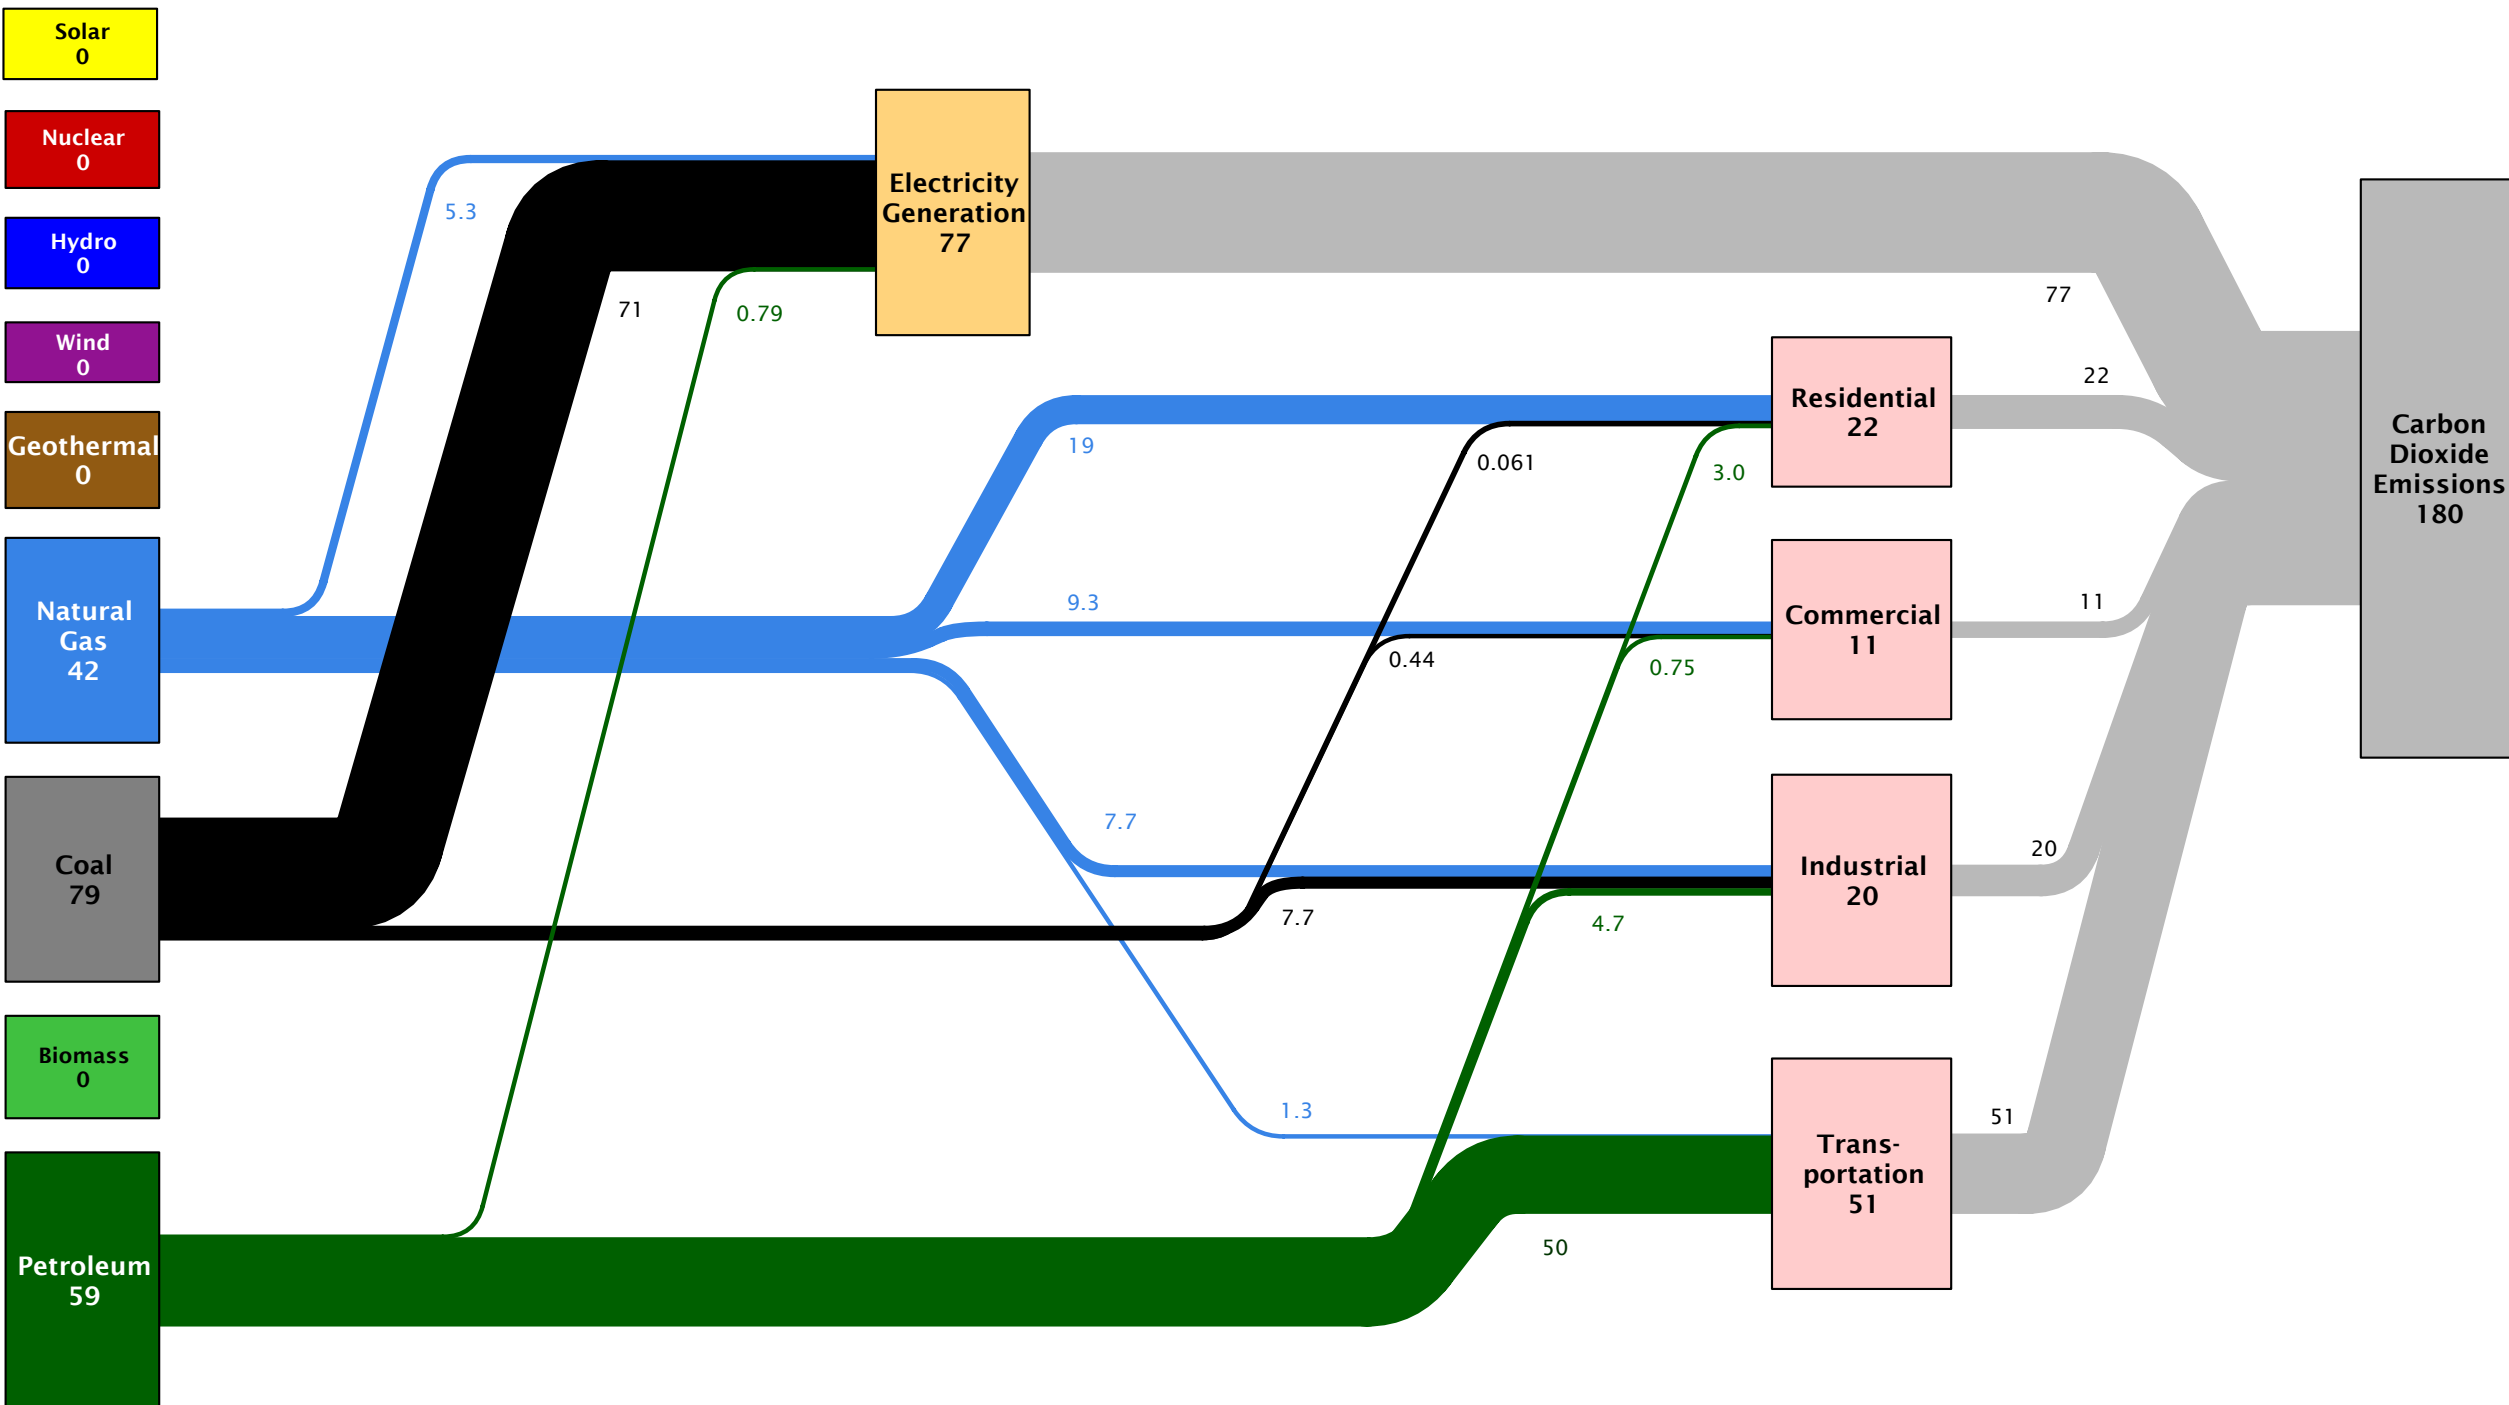 Solar
0
Nuclear
0
Hydro
0
Wind
0
Geothermal
0
Natural
Gas
42
Coal
79
Biomass
0
Petroleum
59
5.3
71
0.79
Electricity
Generation
77
19
9.3
7.7
1.3
0.061
0.44
7.7
3.0
0.75
4.7
50
Residential
22
Commercial
11
Industrial
20
Trans-
portation
51
77
22
11
20
51
Carbon
Dioxide
Emissions
180